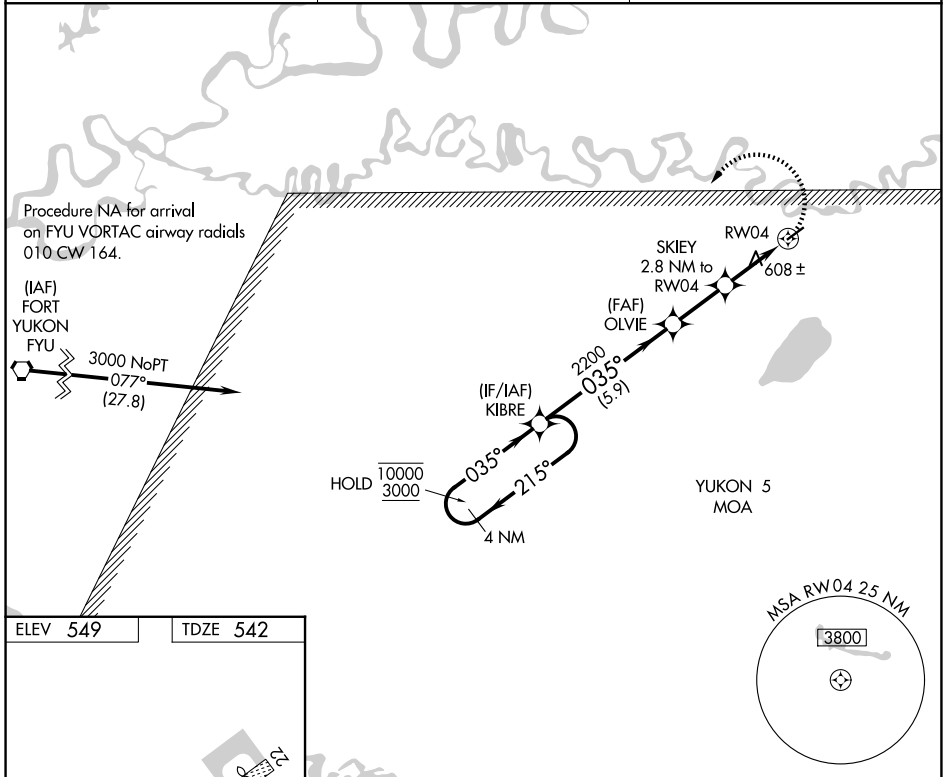 Procedure NA for arrival
on FYU VORTAC airway radials
010 CW 164.
(IAF)
FORT
YUKON
FYU
3000 NoPT
077°
(27.8)
RW04
SKIEY
2.8 NM to
RW04
608 ±
(FAF)
OLVIE
2200
035°
(5.9)
(IF/IAF)
KIBRE
035°
215°
HOLD
10000
3000
4 NM
YUKON 5
MOA
MSA RW04 25 NM
3800
ELEV 549
TDZE 542
22